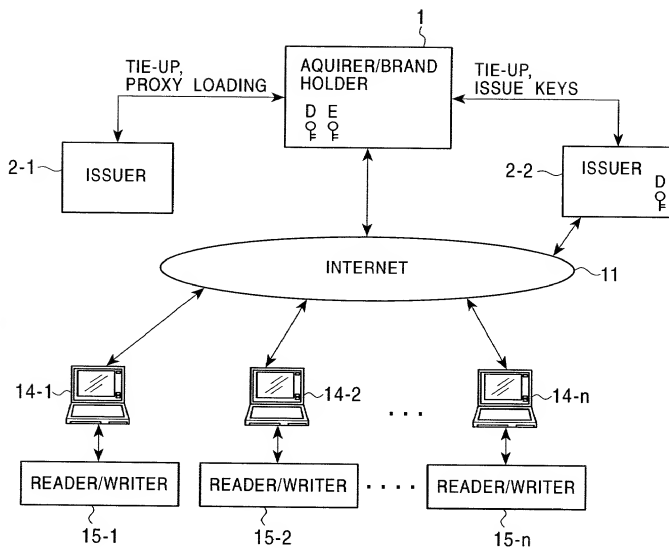 1
TIE-UP,
PROXY LOADING
AQUIRER/BRAND
HOLDER
D E
TIE-UP,
ISSUE KEYS
2-1
ISSUER
2-2
ISSUER
D
INTERNET
11
14-1
14-2
...
14-n
READER/WRITER
READER/WRITER
....
READER/WRITER
15-1
15-2
15-n